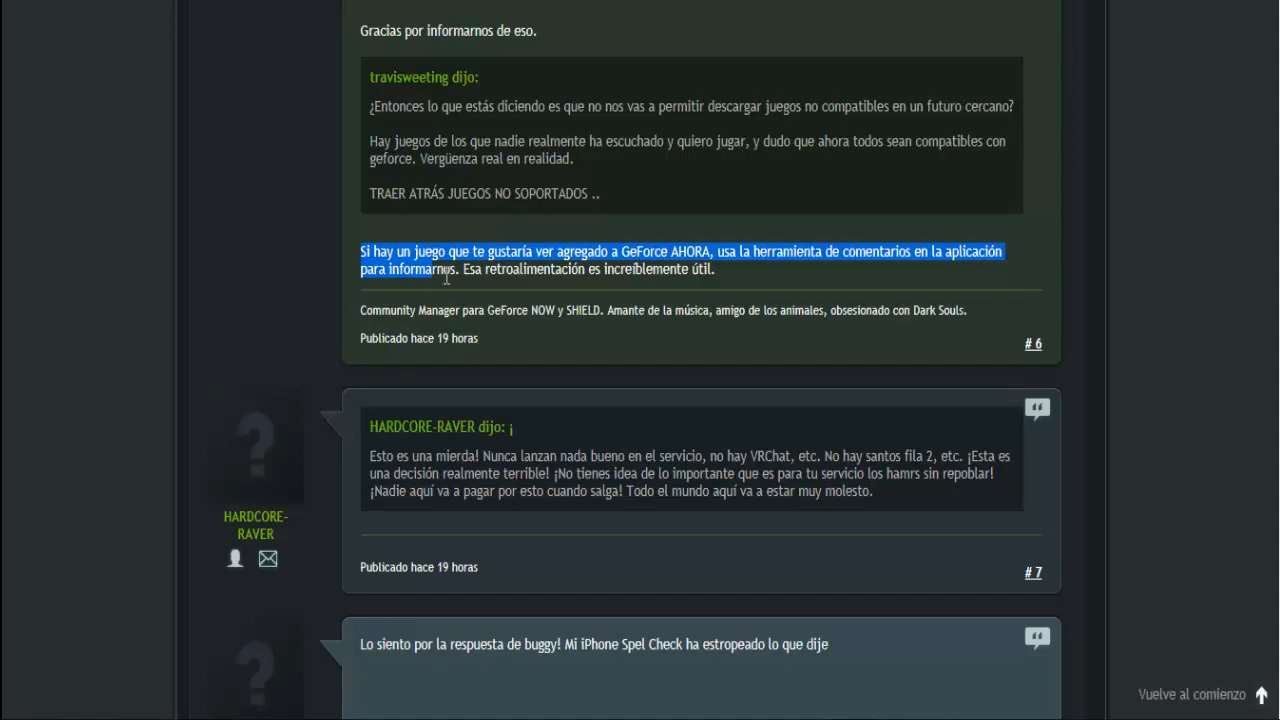 Gracias por informarnos de eso.
travisweeting dijo:
¿Entonces lo que estás diciendo es que no nos vas a permitir descargar juegos no compatibles en un futuro cercano?
Hay juegos de los que nadie realmente ha escuchado y quiero jugar, y dudo que ahora todos sean compatibles con
geforce. Vergüenza real en realidad.
TRAER ATRÁS JUEGOS NO SOPORTADOS ..
Si hay un juego que te gustaría ver agregado a GeForce AHORA, usa la herramienta de comentarios en la aplicación
para informarnos. Esa retroalimentación es increíblemente útil.
Community Manager para GeForce NOW y SHIELD. Amante de la música, amigo de los animales, obsesionado con Dark Souls.
Publicado hace 19 horas
# 6
HARDCORE-
RAVER
HARDCORE-RAVER dijo: ¡
Esto es una mierda! Nunca lanzan nada bueno en el servicio, no hay VRChat, etc. No hay santos fila 2, etc. ¡Esta es
una decisión realmente terrible! ¡No tienes idea de lo importante que es para tu servicio los hamrs sin repoblar!
¡Nadie aquí va a pagar por esto cuando salga! Todo el mundo aquí va a estar muy molesto.
Publicado hace 19 horas
# 7
Lo siento por la respuesta de buggy! Mi iPhone Spel Check ha estropeado lo que dije
Vuelve al comienzo